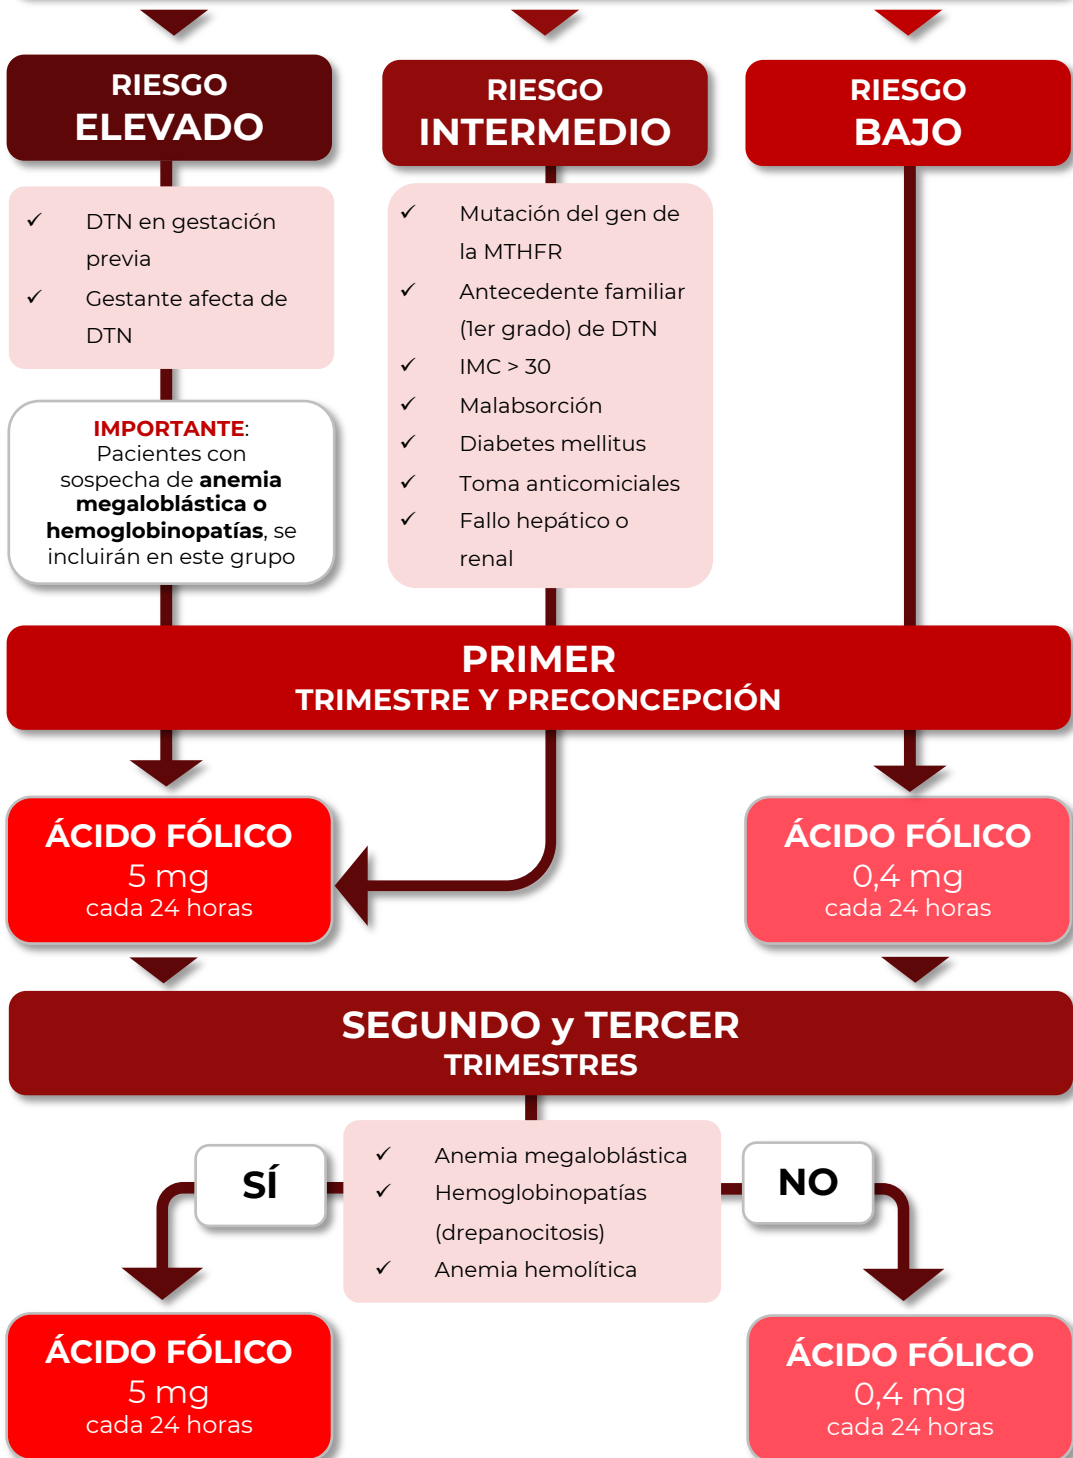 RIESGO
ELEVADO
RIESGO
INTERMEDIO
RIESGO
BAJO
✓ DTN en gestación
previa
✓ Gestante afecta de
DTN
IMPORTANTE:
Pacientes con
sospecha de anemia
megaloblástica o
hemoglobinopatías, se
incluirán en este grupo
✓ Mutación del gen de
la MTHFR
✓ Antecedente familiar
(1er grado) de DTN
✓ IMC > 30
✓ Malabsorción
✓ Diabetes mellitus
✓ Toma anticomiciales
✓ Fallo hepático o
renal
PRIMER
TRIMESTRE Y PRECONCEPCIÓN
ÁCIDO FÓLICO
5 mg
cada 24 horas
ÁCIDO FÓLICO
0,4 mg
cada 24 horas
SEGUNDO y TERCER
TRIMESTRES
SÍ
✓ Anemia megaloblástica
✓ Hemoglobinopatías
(drepanocitosis)
✓ Anemia hemolítica
NO
ÁCIDO FÓLICO
5 mg
cada 24 horas
ÁCIDO FÓLICO
0,4 mg
cada 24 horas